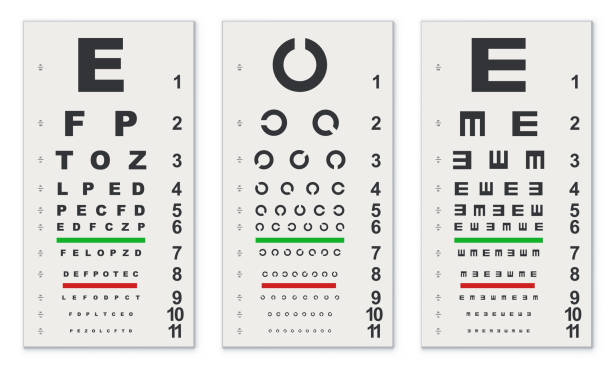 E 1
F P 2
T O Z 3
L P E D 4
P E C F D 5
E D F C Z P 6
F E L O P Z D 7
D E F P O T E C 8
L E F O D P C T 9
F D P L T C E O 10
P E Z O L C F T D 11
1
2
3
4
5
6
7
8
9
10
11
E 1
2
3
4
5
6
7
8
9
10
11